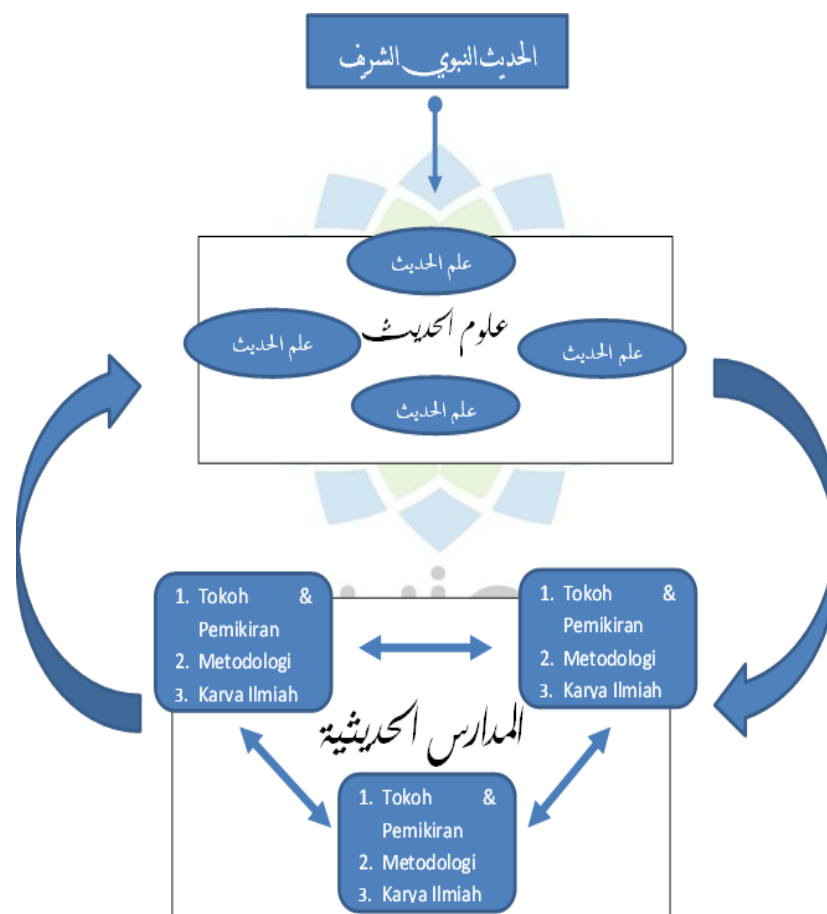 الحديث النبوي الشريف
علم الحديث
علوم الحديث
علم الحديث
علم الحديث
علم الحديث
1. Tokoh &
Pemikiran
2. Metodologi
3. Karya Ilmiah
1. Tokoh &
Pemikiran
2. Metodologi
3. Karya Ilmiah
المدارس الحديثية
1. Tokoh &
Pemikiran
2. Metodologi
3. Karya Ilmiah